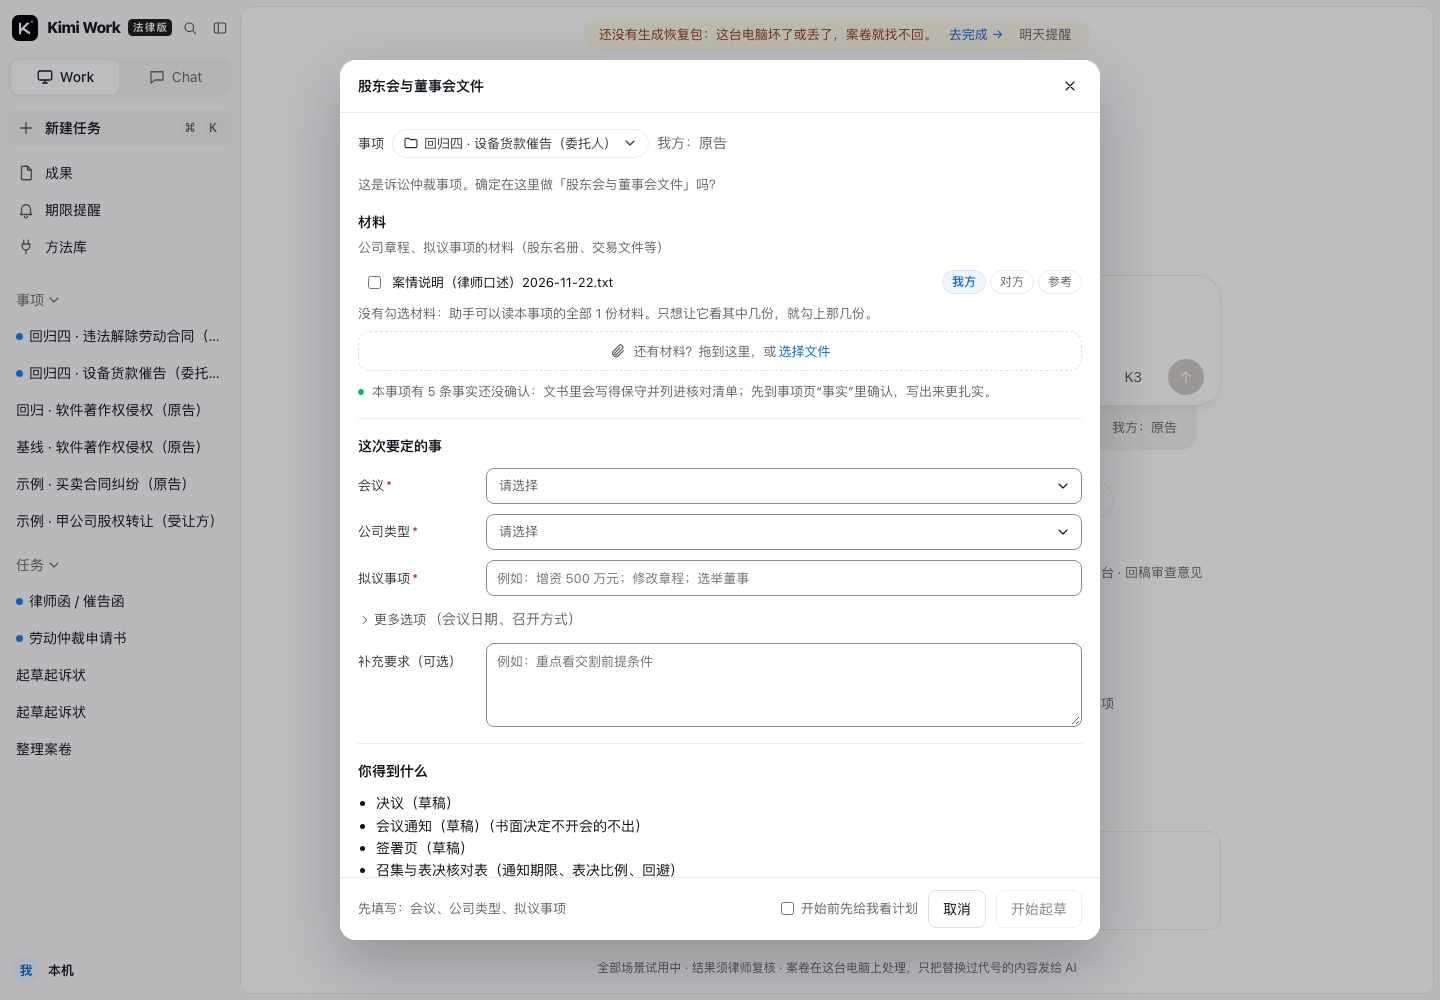 Kimi Work 法律版
Work
Chat
新建任务 ⌘ K
成果
期限提醒
方法库
事项
回归四 · 违法解除劳动合同（...
回归四 · 设备货款催告（委托...
回归 · 软件著作权侵权（原告）
基线 · 软件著作权侵权（原告）
示例 · 买卖合同纠纷（原告）
示例 · 甲公司股权转让（受让方）
任务
律师函 / 催告函
劳动仲裁申请书
起草起诉状
起草起诉状
整理案卷
我 本机
还没有生成恢复包：这台电脑坏了或丢了，案卷就找不回。 去完成 → 明天提醒
股东会与董事会文件
事项 回归四 · 设备货款催告（委托人） 我方：原告
这是诉讼仲裁事项。确定在这里做「股东会与董事会文件」吗？
材料
公司章程、拟议事项的材料（股东名册、交易文件等）
案情说明（律师口述）2026-11-22.txt 我方 对方 参考
没有勾选材料：助手可以读本事项的全部 1 份材料。只想让它看其中几份，就勾上那几份。
还有材料？拖到这里，或选择文件
本事项有 5 条事实还没确认：文书里会写得保守并列进核对清单；先到事项页“事实”里确认，写出来更扎实。
这次要定的事
会议* 请选择
公司类型* 请选择
拟议事项* 例如：增资 500 万元；修改章程；选举董事
更多选项 （会议日期、召开方式）
补充要求（可选） 例如：重点看交割前提条件
你得到什么
决议（草稿）
会议通知（草稿）（书面决定不开会的不出）
签署页（草稿）
召集与表决核对表（通知期限、表决比例、回避）
先填写：会议、公司类型、拟议事项 开始前先给我看计划 取消 开始起草
K3
我方：原告
台 · 回稿审查意见
项
全部场景试用中 · 结果须律师复核 · 案卷在这台电脑上处理，只把替换过代号的内容发给 AI